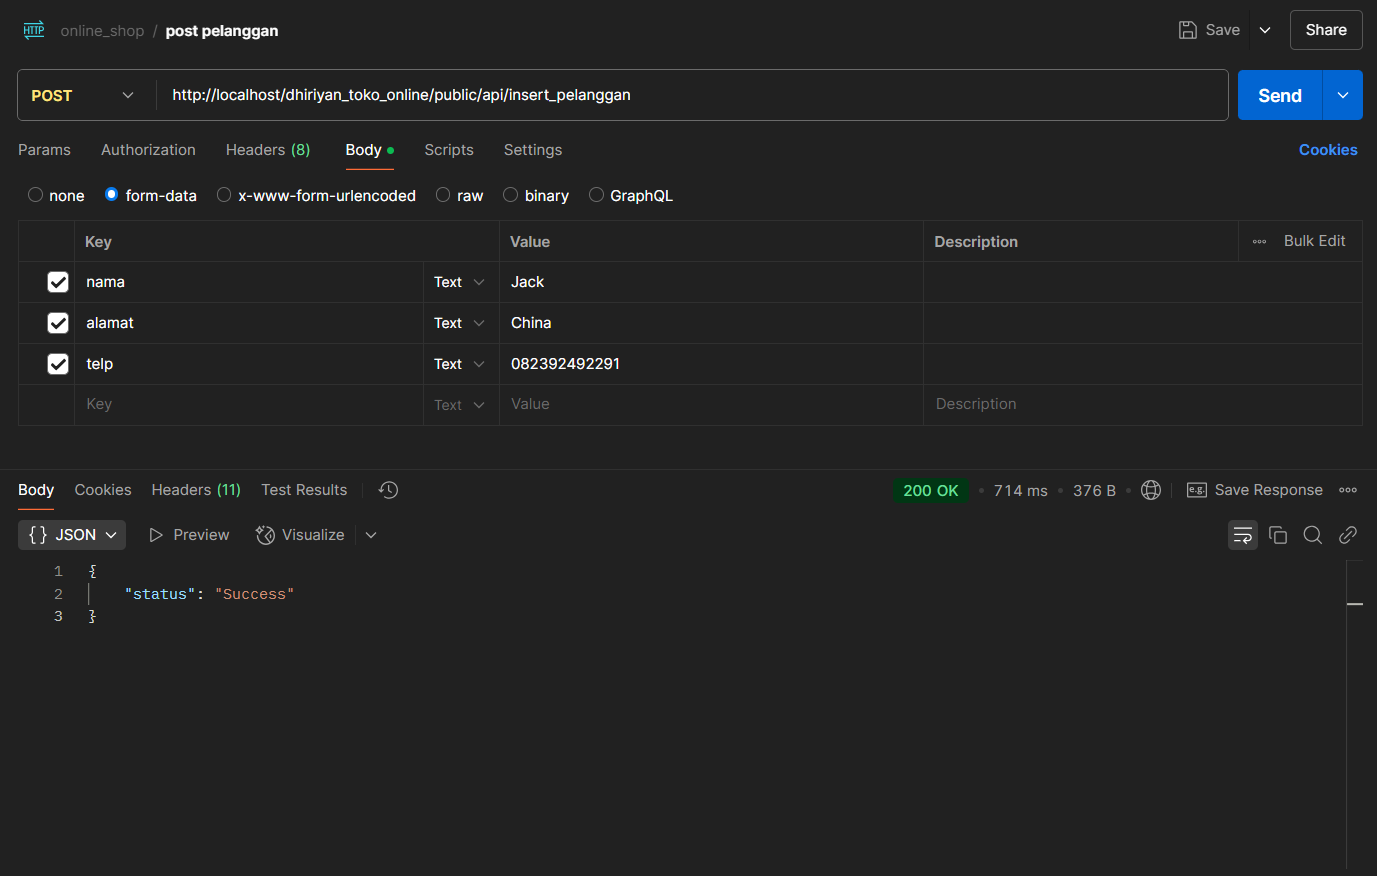 HTTP online_shop / post pelanggan Save Share
POST http://localhost/dhiriyan_toko_online/public/api/insert_pelanggan Send
Params Authorization Headers (8) Body Scripts Settings Cookies
none form-data x-www-form-urlencoded raw binary GraphQL
Key Value Description Bulk Edit
nama Text Jack
alamat Text China
telp Text 082392492291
Key Text Value Description
Body Cookies Headers (11) Test Results 200 OK 714 ms 376 B e.g. Save Response
{} JSON Preview Visualize
1 {
2 "status": "Success"
3 }